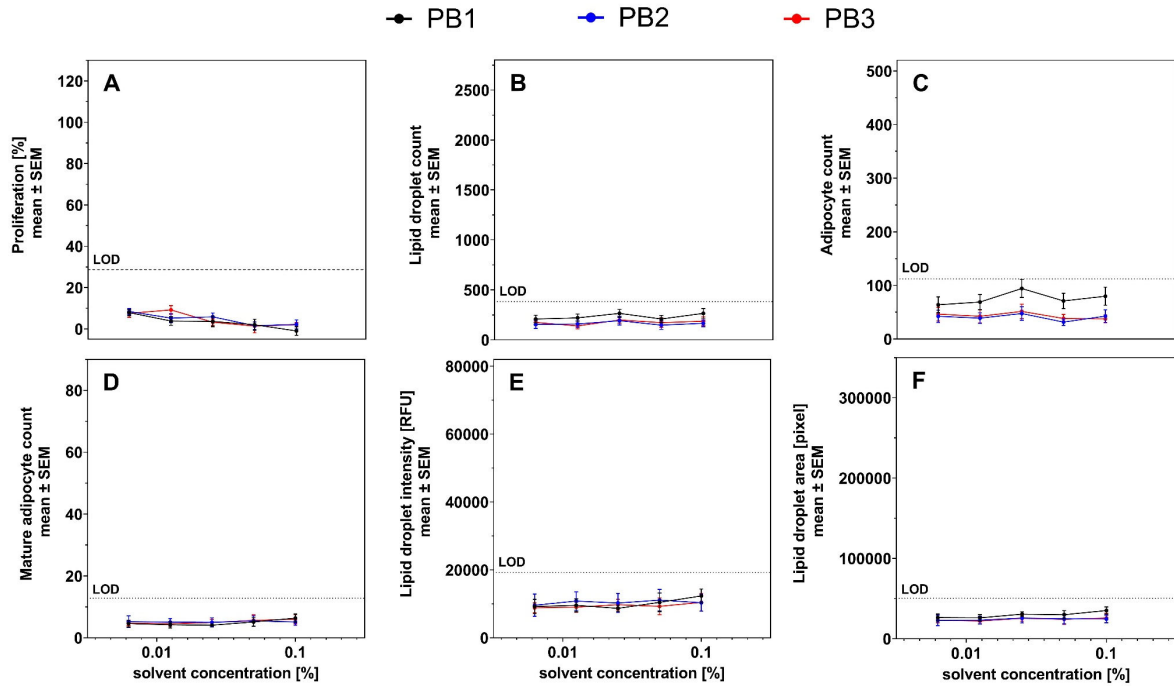 PB1 PB2 PB3
A
Proliferation [%]
mean ± SEM
120
100
80
60
40
20
0
LOD
B
Lipid droplet count
mean ± SEM
2500
2000
1500
1000
500
0
LOD
C
Adipocyte count
mean ± SEM
500
400
300
200
100
0
LOD
D
Mature adipocyte count
mean ± SEM
80
60
40
20
0
LOD
0.01 0.1
solvent concentration [%]
E
Lipid droplet intensity [RFU]
mean ± SEM
80000
60000
40000
20000
0
LOD
0.01 0.1
solvent concentration [%]
F
Lipid droplet area [pixel]
mean ± SEM
300000
200000
100000
0
LOD
0.01 0.1
solvent concentration [%]